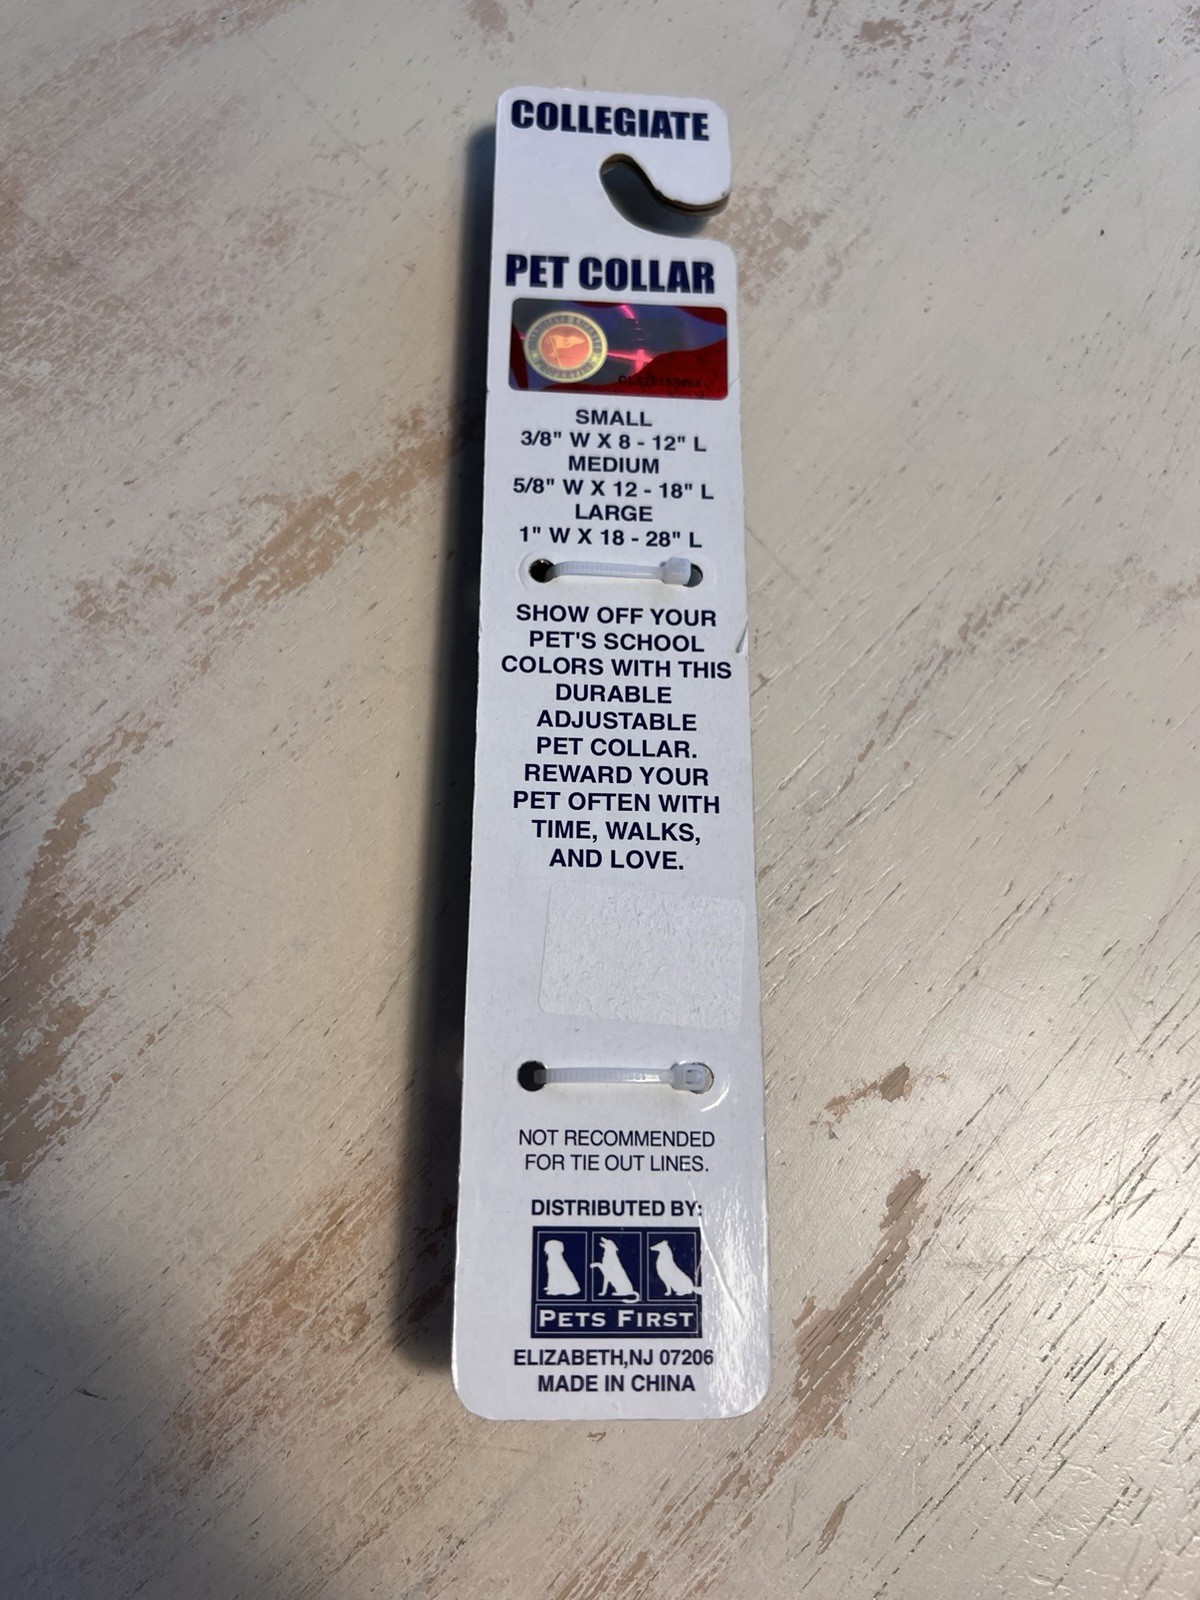 COLLEGIATE
PET COLLAR
SMALL
3/8" W X 8 - 12" L
MEDIUM
5/8" W X 12 - 18" L
LARGE
1" W X 18 - 28" L
SHOW OFF YOUR
PET'S SCHOOL
COLORS WITH THIS
DURABLE
ADJUSTABLE
PET COLLAR.
REWARD YOUR
PET OFTEN WITH
TIME, WALKS,
AND LOVE.
NOT RECOMMENDED
FOR TIE OUT LINES.
DISTRIBUTED BY:
PETS FIRST
ELIZABETH,NJ 07206
MADE IN CHINA